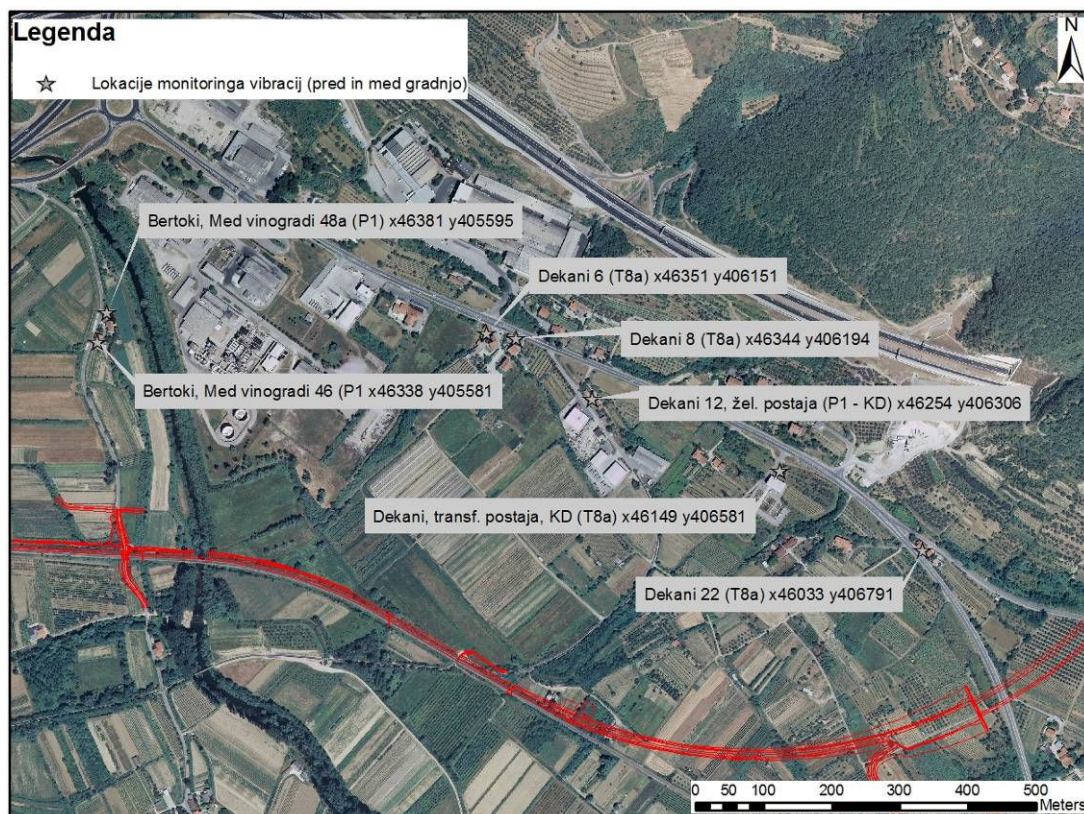 Legenda
Lokacije monitoringa vibracij (pred in med gradnjo)
N
Bertoki, Med vinogradi 48a (P1) x46381 y405595
Dekani 6 (T8a) x46351 y406151
Dekani 8 (T8a) x46344 y406194
Bertoki, Med vinogradi 46 (P1 x46338 y405581
Dekani 12, žel. postaja (P1 - KD) x46254 y406306
Dekani, transf. postaja, KD (T8a) x46149 y406581
Dekani 22 (T8a) x46033 y406791
0 50 100 200 300 400 500
Meters